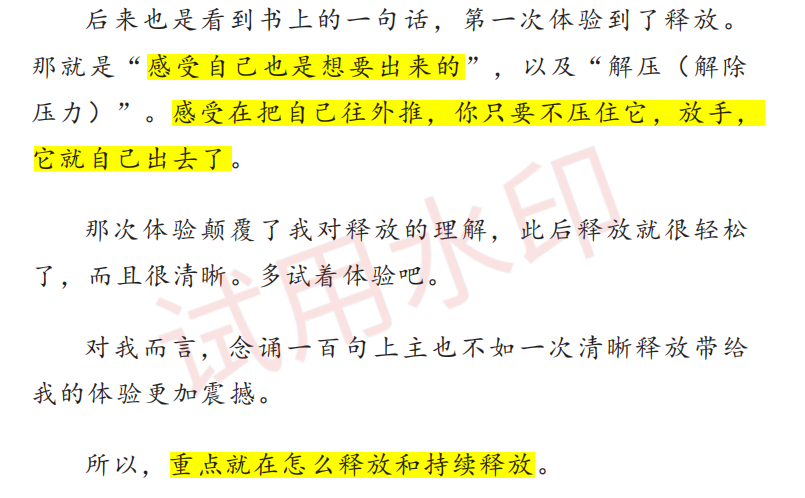 后来也是看到书上的一句话，第一次体验到了释放。
那就是“感受自己也是想要出来的”，以及“解压（解除
压力）”。感受在把自己往外推，你只要不压住它，放手，
它就自己出去了。
那次体验颠覆了我对释放的理解，此后释放就很轻松
了，而且很清晰。多试着体验吧。
对我而言，念诵一百句上主也不如一次清晰释放带给
我的体验更加震撼。
所以，重点就在怎么释放和持续释放。
试用水印